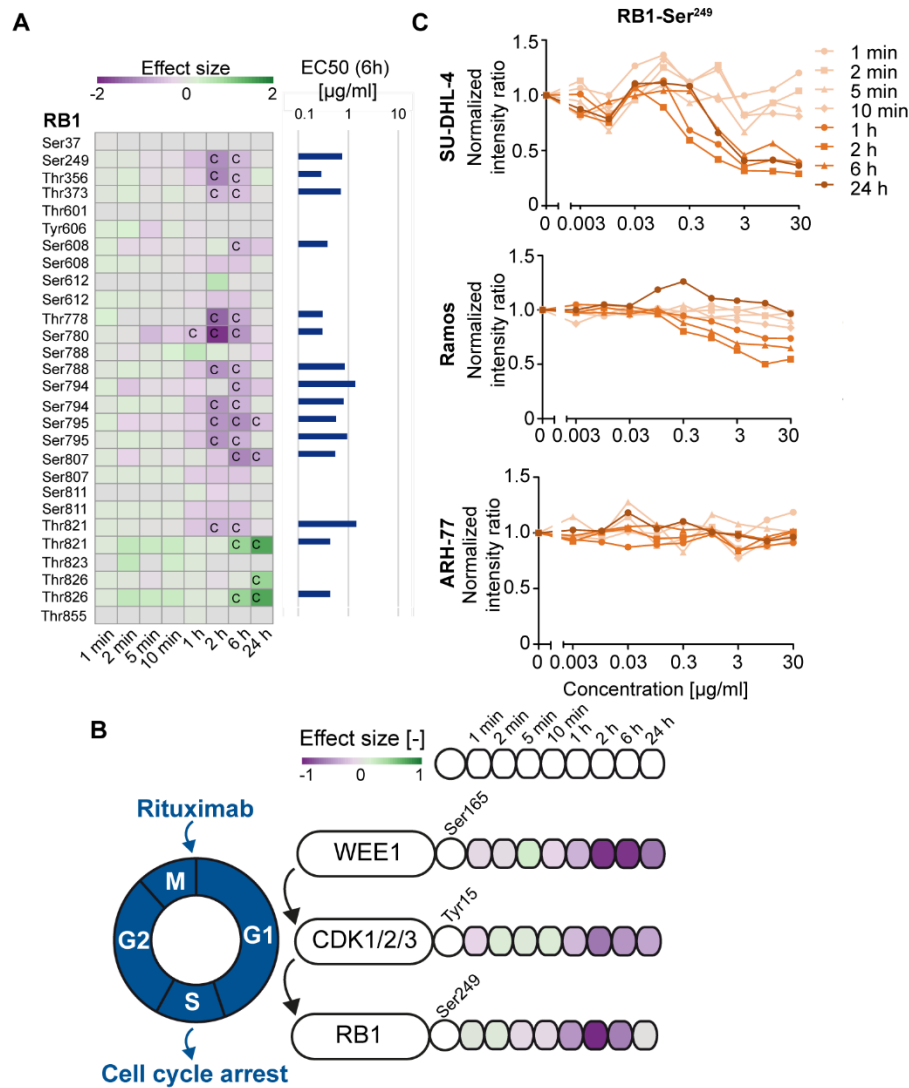 A
Effect size
-2 0 2
EC50 (6h)
[µg/ml]
0.1 1 10
RB1
Ser37
Ser249 C C
Thr356 C C
Thr373 C C
Thr601
Tyr606
Ser608 C
Ser608
Ser612
Ser612
Thr778 C C
Ser780 C C C
Ser788
Ser788 C C
Ser794 C
Ser794 C C
Ser795 C C C
Ser795 C C
Ser807 C C
Ser807
Ser811
Ser811
Thr821 C C
Thr821 C C
Thr823
Thr826 C
Thr826 C C
Thr855
1 min 2 min 5 min 10 min 1 h 2 h 6 h 24 h
C
RB1-Ser²⁴⁹
SU-DHL-4
Normalized
intensity ratio
1.5
1.0
0.5
0
0 0.003 0.03 0.3 3 30
1 min
2 min
5 min
10 min
1 h
2 h
6 h
24 h
Ramos
Normalized
intensity ratio
1.5
1.0
0.5
0
0 0.003 0.03 0.3 3 30
ARH-77
Normalized
intensity ratio
1.5
1.0
0.5
0
0 0.003 0.03 0.3 3 30
Concentration [µg/ml]
B
Effect size [-]
-1 0 1
1 min 2 min 5 min 10 min 1 h 2 h 6 h 24 h
Rituximab
M
G1
G2
S
Cell cycle arrest
WEE1
Ser165
CDK1/2/3
Tyr15
RB1
Ser249